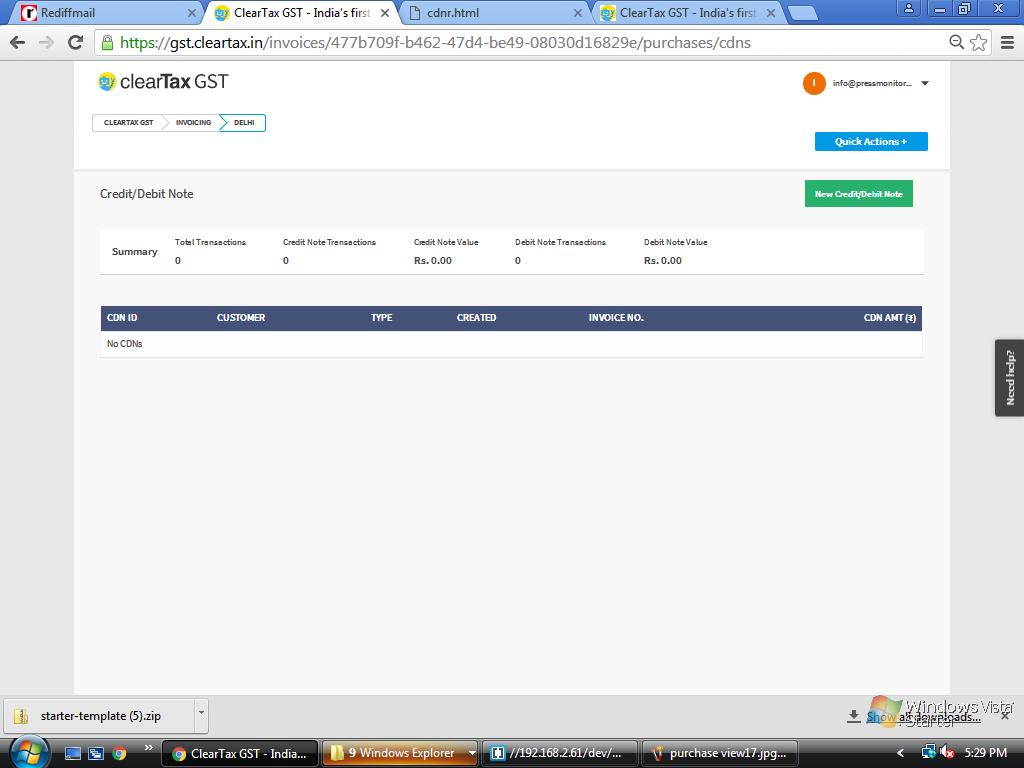 Rediffmail
ClearTax GST - India's first
cdnr.html
ClearTax GST - India's first
https://gst.cleartax.in/invoices/477b709f-b462-47d4-be49-08030d16829e/purchases/cdns
clearTax GST
I
info@pressmonitor...
CLEARTAX GST
INVOICING
DELHI
Quick Actions +
Credit/Debit Note
New Credit/Debit Note
Summary
Total Transactions
Credit Note Transactions
Credit Note Value
Debit Note Transactions
Debit Note Value
0
0
Rs. 0.00
0
Rs. 0.00
CDN ID
CUSTOMER
TYPE
CREATED
INVOICE NO.
CDN AMT (₹)
No CDNs
Need help?
starter-template (5).zip
Show all downloads...
Windows Vista
Starter
ClearTax GST - India...
9 Windows Explorer
//192.168.2.61/dev/...
purchase view17.jpg...
5:29 PM